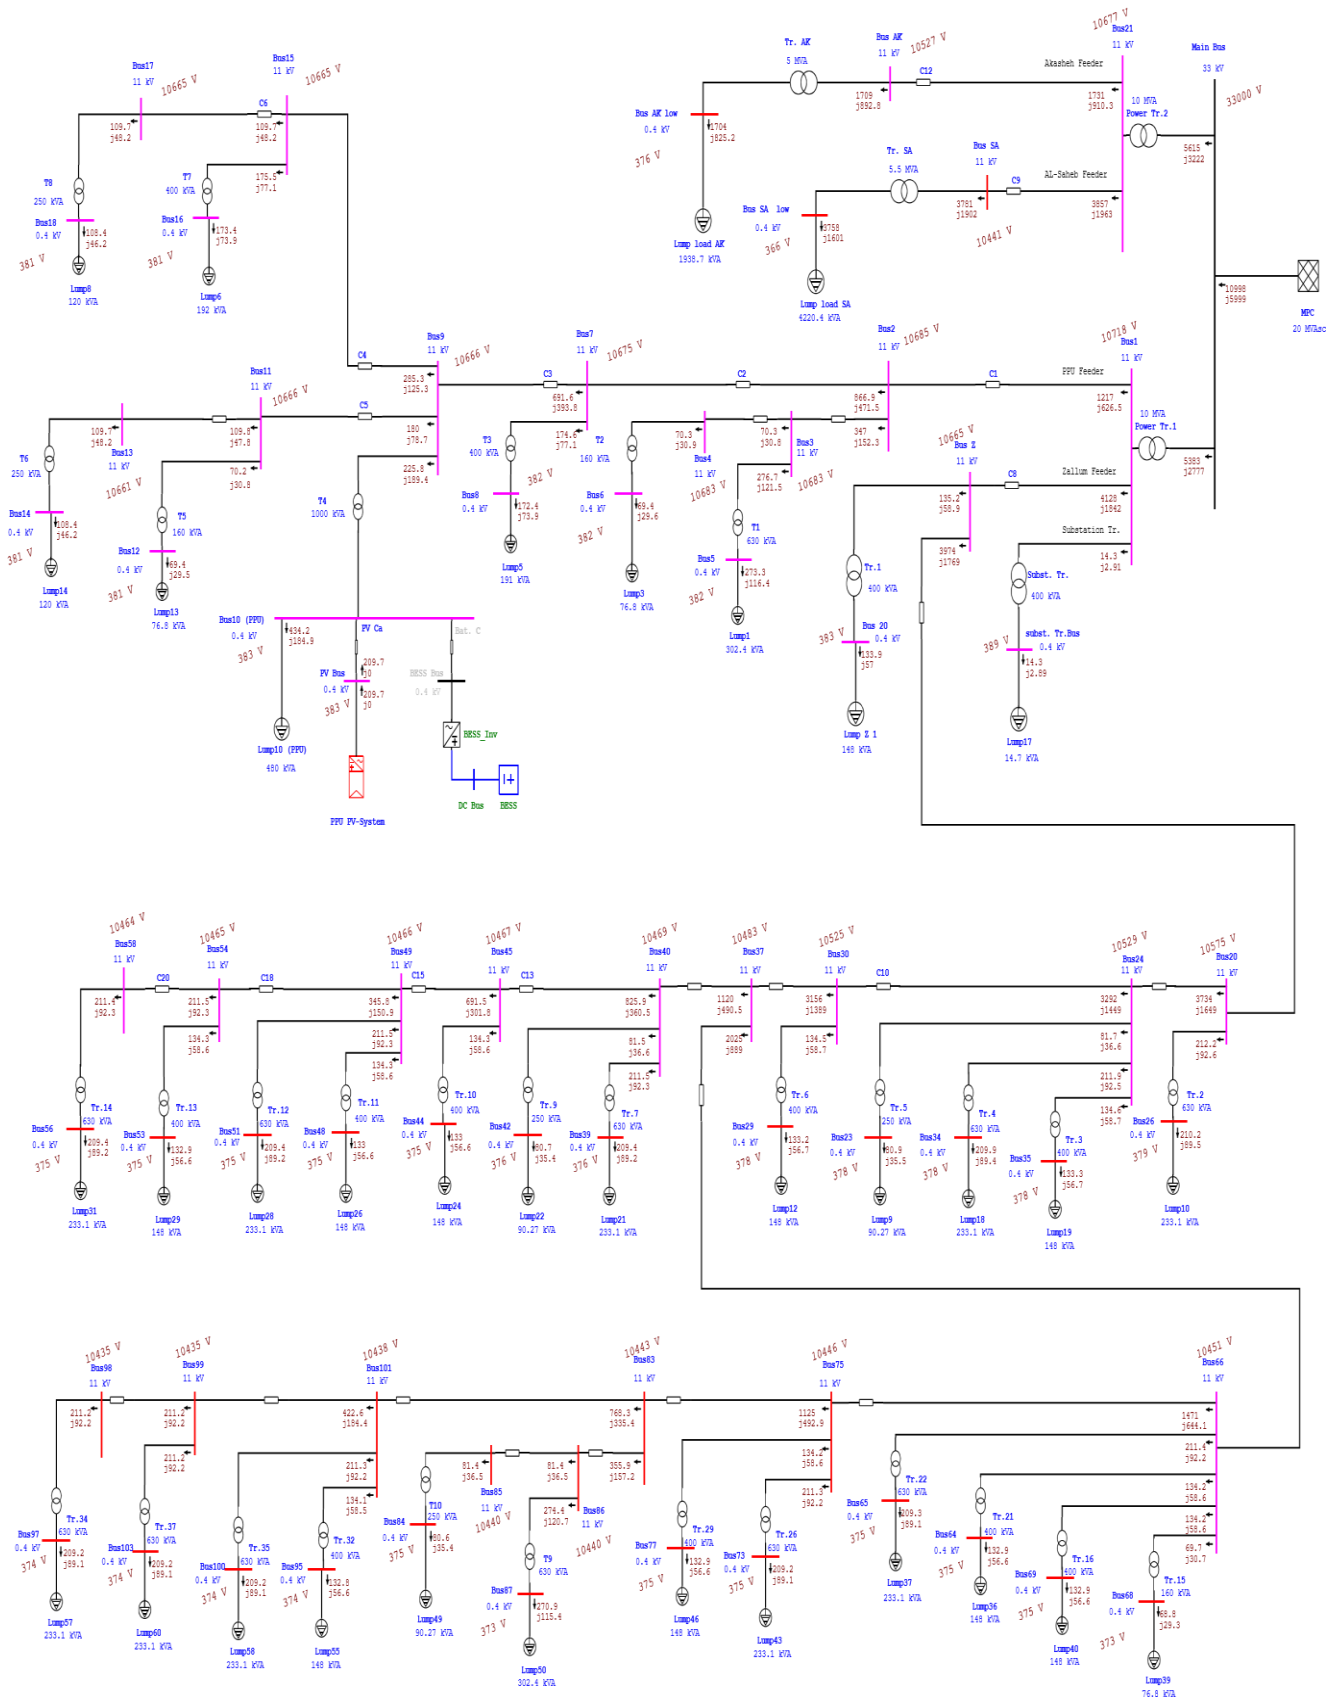 10677 V
Bus21
11 kV
Main Bus
33 kV
33000 V
Tr. AK
5 MVA
Bus AK
11 kV
10527 V
C12
Akasheh Feeder
1709
j892.8
1731
j910.3
10 MVA
Power Tr.2
Bus AK low
0.4 kV
376 V
1704
j825.2
Lump load AK
1938.7 kVA
Tr. SA
5.5 MVA
Bus SA
11 kV
C9
AL-Saheb Feeder
5615
j3222
Bus SA low
0.4 kV
366 V
3758
j1601
3781
j1902
10441 V
3857
j1963
Lump load SA
4220.4 kVA
10998
j5999
MPC
20 MVAsc
Bus17
11 kV
10665 V
Bus15
11 kV
10665 V
C6
109.7
j48.2
109.7
j48.2
175.5
j77.1
T8
250 kVA
T7
400 kVA
Bus18
0.4 kV
381 V
108.4
j46.2
Bus16
0.4 kV
381 V
173.4
j73.9
Lump8
120 kVA
Lump6
192 kVA
Bus9
11 kV
10666 V
Bus7
11 kV
10675 V
Bus2
11 kV
10685 V
10718 V
Bus1
11 kV
C4
C3
C2
C1
PPU Feeder
285.3
j125.3
691.6
j393.8
866.9
j471.5
1217
j626.5
Bus11
11 kV
10666 V
C5
109.7
j48.2
109.8
j47.8
180
j78.7
70.2
j30.8
225.8
j189.4
Bus13
11 kV
10661 V
T6
250 kVA
Bus14
0.4 kV
381 V
108.4
j46.2
T5
160 kVA
Bus12
0.4 kV
381 V
69.4
j29.5
Lump14
120 kVA
Lump13
76.8 kVA
T4
1000 kVA
174.6
j77.1
T3
400 kVA
T2
160 kVA
Bus8
0.4 kV
382 V
172.4
j73.9
Lump5
191 kVA
Bus6
0.4 kV
382 V
69.4
j29.6
Lump3
76.8 kVA
70.3
j30.9
Bus4
11 kV
10683 V
70.3
j30.8
Bus3
11 kV
10683 V
347
j152.3
276.7
j121.5
T1
630 kVA
Bus5
0.4 kV
382 V
273.3
j116.4
Lump1
302.4 kVA
10665 V
Bus Z
11 kV
10 MVA
Power Tr.1
5383
j2777
Zallum Feeder
C8
135.2
j58.9
4128
j1842
Substation Tr.
3974
j1769
14.3
j2.91
Tr.1
400 kVA
Subst. Tr.
400 kVA
Bus 20
0.4 kV
383 V
133.9
j57
subst. Tr.Bus
0.4 kV
389 V
14.3
j2.89
Lump Z 1
148 kVA
Lump17
14.7 kVA
Bus10 (PPU)
0.4 kV
383 V
434.2
j184.9
PV Ca
Bat. C
209.7
j0
PV Bus
0.4 kV
383 V
209.7
j0
BESS Bus
0.4 kV
Lump10 (PPU)
480 kVA
BESS_Inv
DC Bus
BESS
PPU PV-System
10464 V
Bus58
11 kV
10465 V
Bus54
11 kV
10466 V
Bus49
11 kV
10467 V
Bus45
11 kV
10469 V
Bus40
11 kV
10483 V
Bus37
11 kV
10525 V
Bus30
11 kV
10529 V
Bus24
11 kV
10575 V
Bus20
11 kV
C20
C18
C15
C13
C10
211.4
j92.3
211.5
j92.3
134.3
j58.6
345.8
j150.9
211.5
j92.3
134.3
j58.6
691.5
j301.8
134.3
j58.6
825.9
j360.5
81.5
j36.6
211.5
j92.3
1120
j490.5
2025
j889
3156
j1389
134.5
j58.7
3292
j1449
81.7
j36.6
211.9
j92.5
134.6
j58.7
3734
j1649
212.2
j92.6
Tr.14
630 kVA
Bus56
0.4 kV
375 V
209.4
j89.2
Lump31
233.1 kVA
Tr.13
400 kVA
Bus53
0.4 kV
375 V
132.9
j56.6
Lump29
148 kVA
Tr.12
630 kVA
Bus51
0.4 kV
375 V
209.4
j89.2
Lump28
233.1 kVA
Tr.11
400 kVA
Bus48
0.4 kV
375 V
133
j56.6
Lump26
148 kVA
Tr.10
400 kVA
Bus44
0.4 kV
375 V
133
j56.6
Lump24
148 kVA
Tr.9
250 kVA
Bus42
0.4 kV
376 V
80.7
j35.4
Lump22
90.27 kVA
Tr.7
630 kVA
Bus39
0.4 kV
376 V
209.4
j89.2
Lump21
233.1 kVA
Tr.6
400 kVA
Bus29
0.4 kV
378 V
133.2
j56.7
Lump12
148 kVA
Tr.5
250 kVA
Bus23
0.4 kV
378 V
80.9
j35.5
Lump9
90.27 kVA
Tr.4
630 kVA
Bus34
0.4 kV
378 V
209.9
j89.4
Lump18
233.1 kVA
Tr.3
400 kVA
Bus35
0.4 kV
378 V
133.3
j56.7
Lump19
148 kVA
Tr.2
630 kVA
Bus26
0.4 kV
379 V
210.2
j89.5
Lump10
233.1 kVA
10435 V
Bus98
11 kV
10435 V
Bus99
11 kV
10438 V
Bus101
11 kV
10443 V
Bus83
11 kV
10446 V
Bus75
11 kV
10451 V
Bus66
11 kV
211.2
j92.2
211.2
j92.2
211.2
j92.2
422.6
j184.4
211.3
j92.2
134.1
j58.5
768.3
j335.4
355.9
j157.2
81.4
j36.5
Bus85
11 kV
10440 V
81.4
j36.5
274.4
j120.7
Bus86
11 kV
10440 V
1125
j492.9
134.2
j58.6
211.3
j92.2
1471
j644.1
211.4
j92.2
134.2
j58.6
134.2
j58.6
69.7
j30.7
Tr.34
630 kVA
Bus97
0.4 kV
374 V
209.2
j89.1
Lump57
233.1 kVA
Tr.37
630 kVA
Bus103
0.4 kV
374 V
209.2
j89.1
Lump60
233.1 kVA
Tr.35
630 kVA
Bus100
0.4 kV
374 V
209.2
j89.1
Lump58
233.1 kVA
Tr.32
400 kVA
Bus95
0.4 kV
374 V
132.8
j56.6
Lump55
148 kVA
T10
250 kVA
Bus84
0.4 kV
375 V
80.6
j35.4
Lump49
90.27 kVA
T9
630 kVA
Bus87
0.4 kV
373 V
270.9
j115.4
Lump50
302.4 kVA
Tr.29
400 kVA
Bus77
0.4 kV
375 V
132.9
j56.6
Lump46
148 kVA
Tr.26
630 kVA
Bus73
0.4 kV
375 V
209.2
j89.1
Lump43
233.1 kVA
Tr.22
630 kVA
Bus65
0.4 kV
375 V
209.3
j89.1
Lump37
233.1 kVA
Tr.21
400 kVA
Bus64
0.4 kV
375 V
132.9
j56.6
Lump36
148 kVA
Tr.16
400 kVA
Bus69
0.4 kV
375 V
132.9
j56.6
Lump40
148 kVA
Tr.15
160 kVA
Bus68
0.4 kV
373 V
68.8
j29.3
Lump39
76.8 kVA